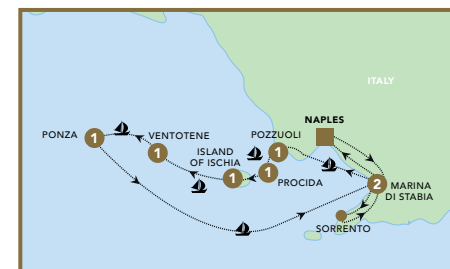 ITALY
NAPLES
PONZA
1
VENTOTENE
1
ISLAND
OF ISCHIA
1
POZZUOLI
1
1
PROCIDA
2
MARINA
DI STABIA
SORRENTO